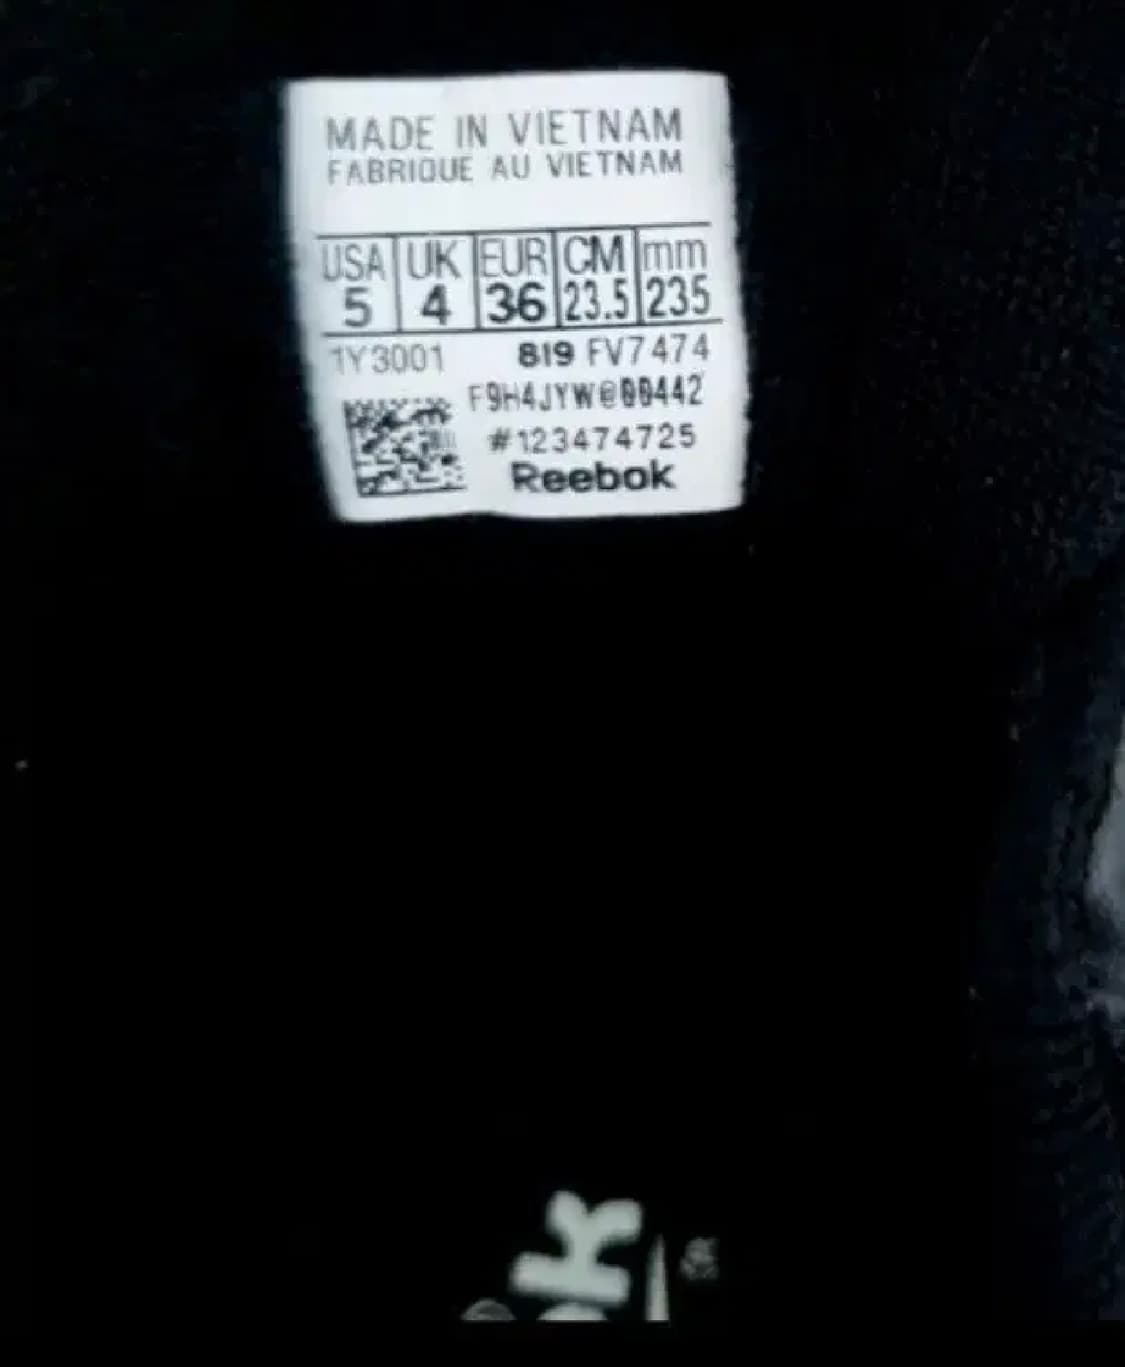 MADE IN VIETNAM
FABRIQUE AU VIETNAM
USA UK EUR CM mm
5 4 36 23.5 235
1Y3001 819 FV7474
F9H4JYW@00442
#123474725
Reebok
ok